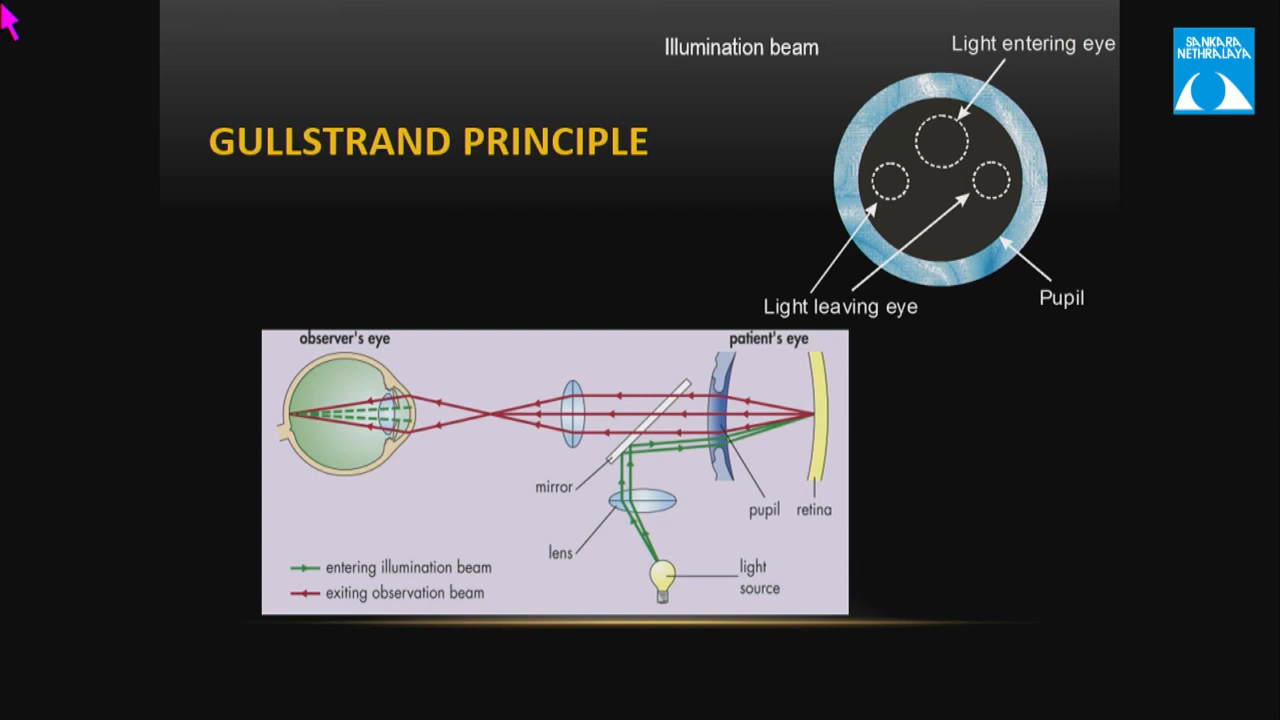 Illumination beam
Light entering eye
SANKARA
NETHRALAYA
GULLSTRAND PRINCIPLE
Light leaving eye
Pupil
observer's eye
patient's eye
mirror
pupil
retina
lens
light
source
entering illumination beam
exiting observation beam